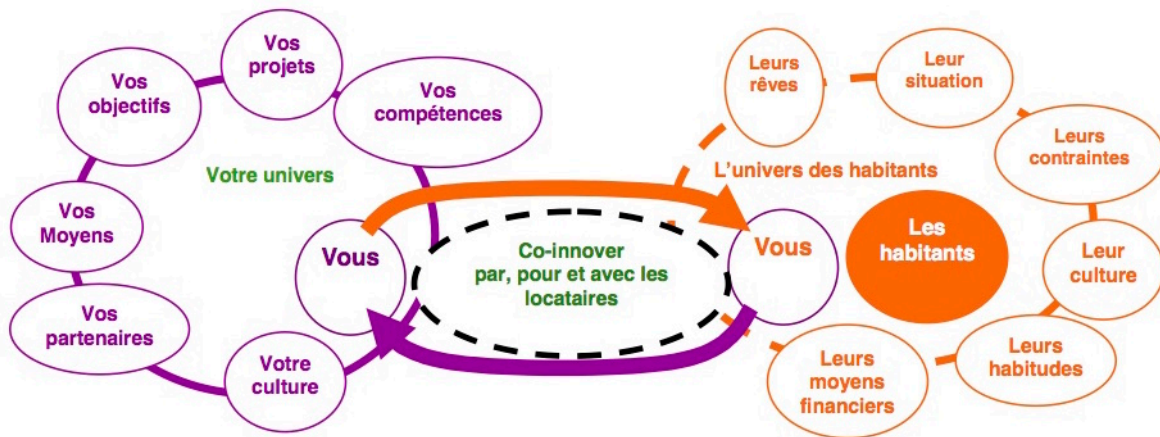 Vos
projets
Vos
objectifs
Vos
compétences
Votre univers
Vos
Moyens
Vous
Vos
partenaires
Votre
culture
Co-innover
par, pour et avec les
locataires
Leurs
rêves
Leur
situation
L'univers des habitants
Leurs
contraintes
Vous
Les
habitants
Leur
culture
Leurs
habitudes
Leurs
moyens
financiers